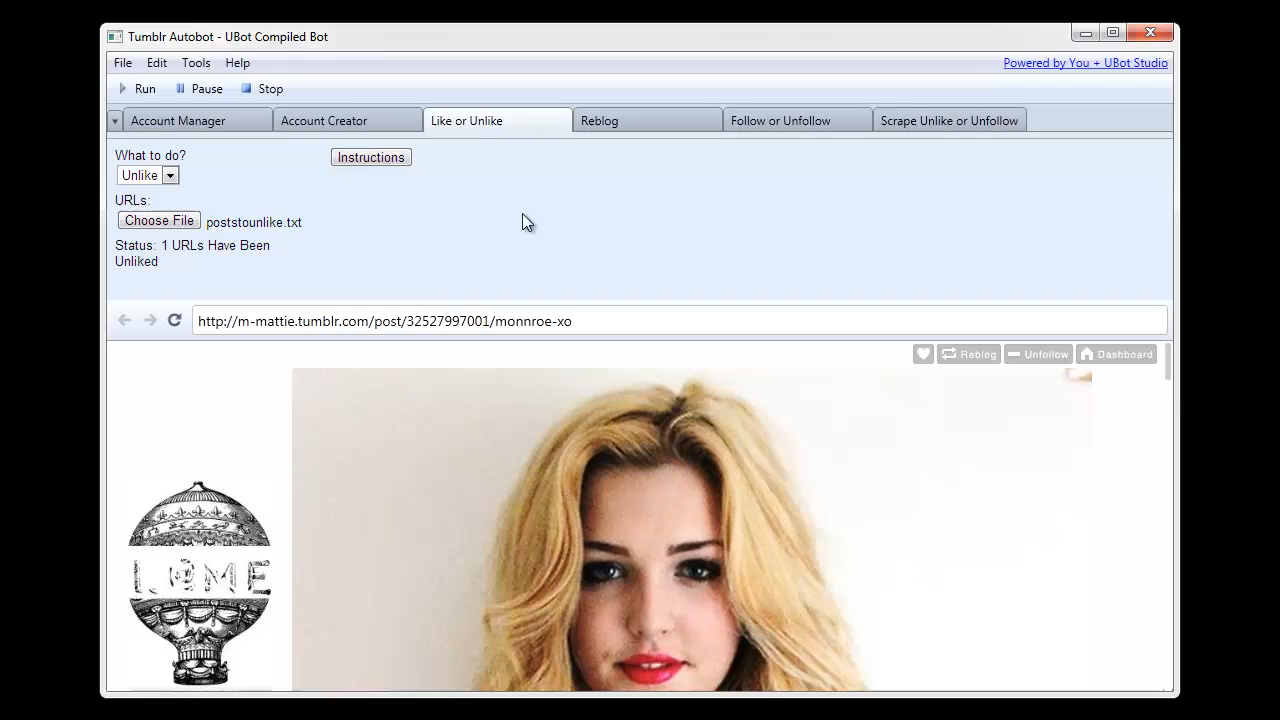 Tumblr Autobot - UBot Compiled Bot
File Edit Tools Help Powered by You + UBot Studio
Run Pause Stop
Account Manager Account Creator Like or Unlike Reblog Follow or Unfollow Scrape Unlike or Unfollow
What to do? Instructions
Unlike
URLs:
Choose File poststounlike.txt
Status: 1 URLs Have Been
Unliked
http://m-mattie.tumblr.com/post/32527997001/monnroe-xo
Reblog Unfollow Dashboard